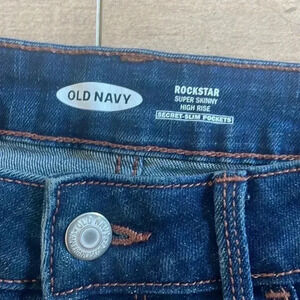 OLD NAVY
ROCKSTAR
SUPER SKINNY
HIGH RISE
SECRET-SLIM POCKETS